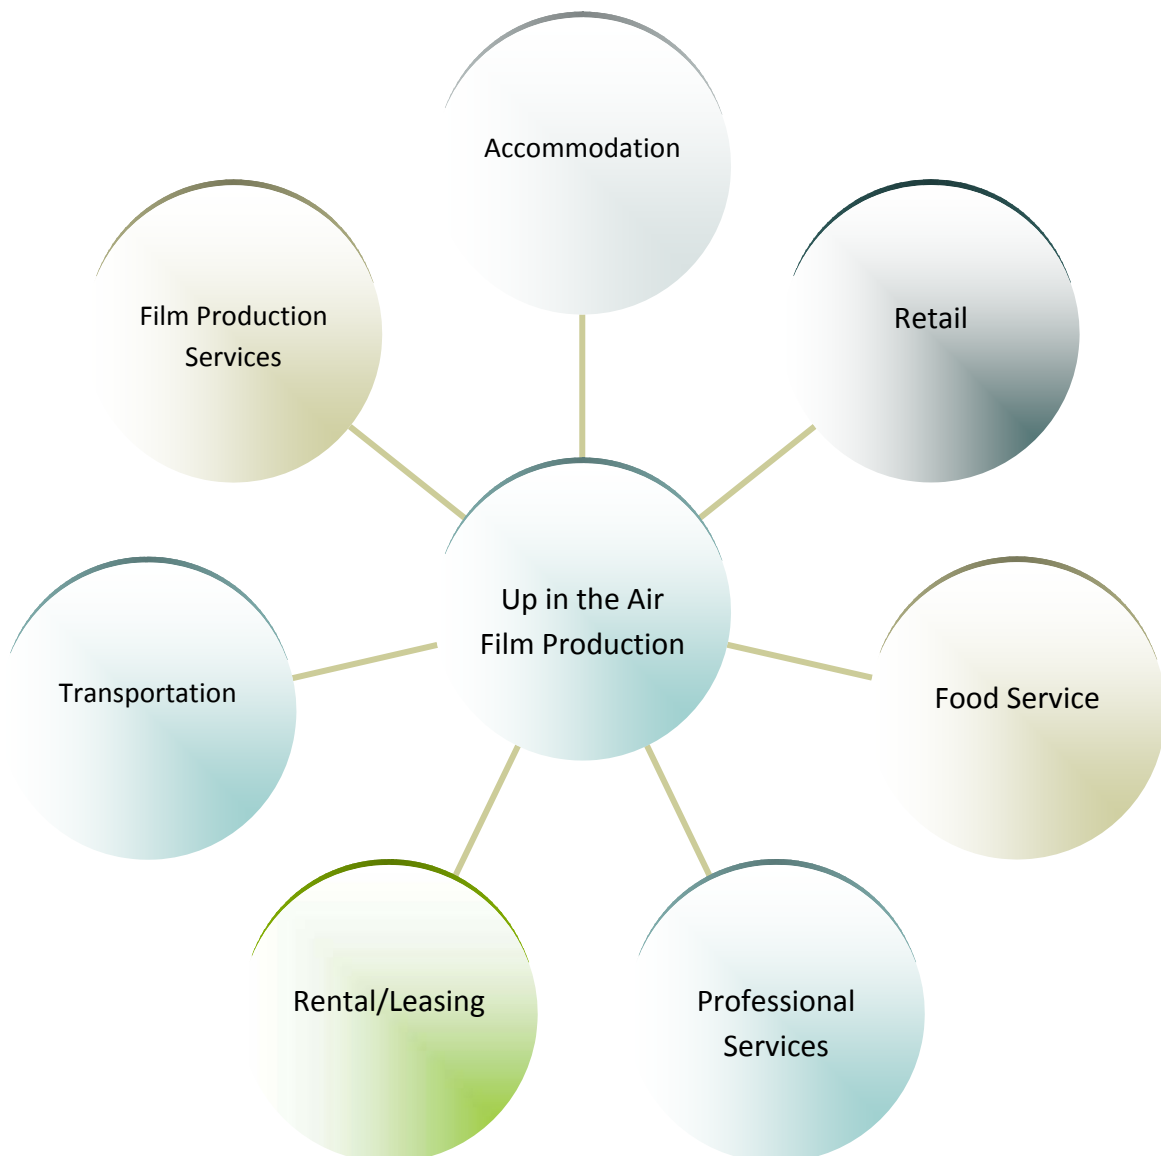 Accommodation
Film Production
Services
Retail
Up in the Air
Film Production
Transportation
Food Service
Rental/Leasing
Professional
Services